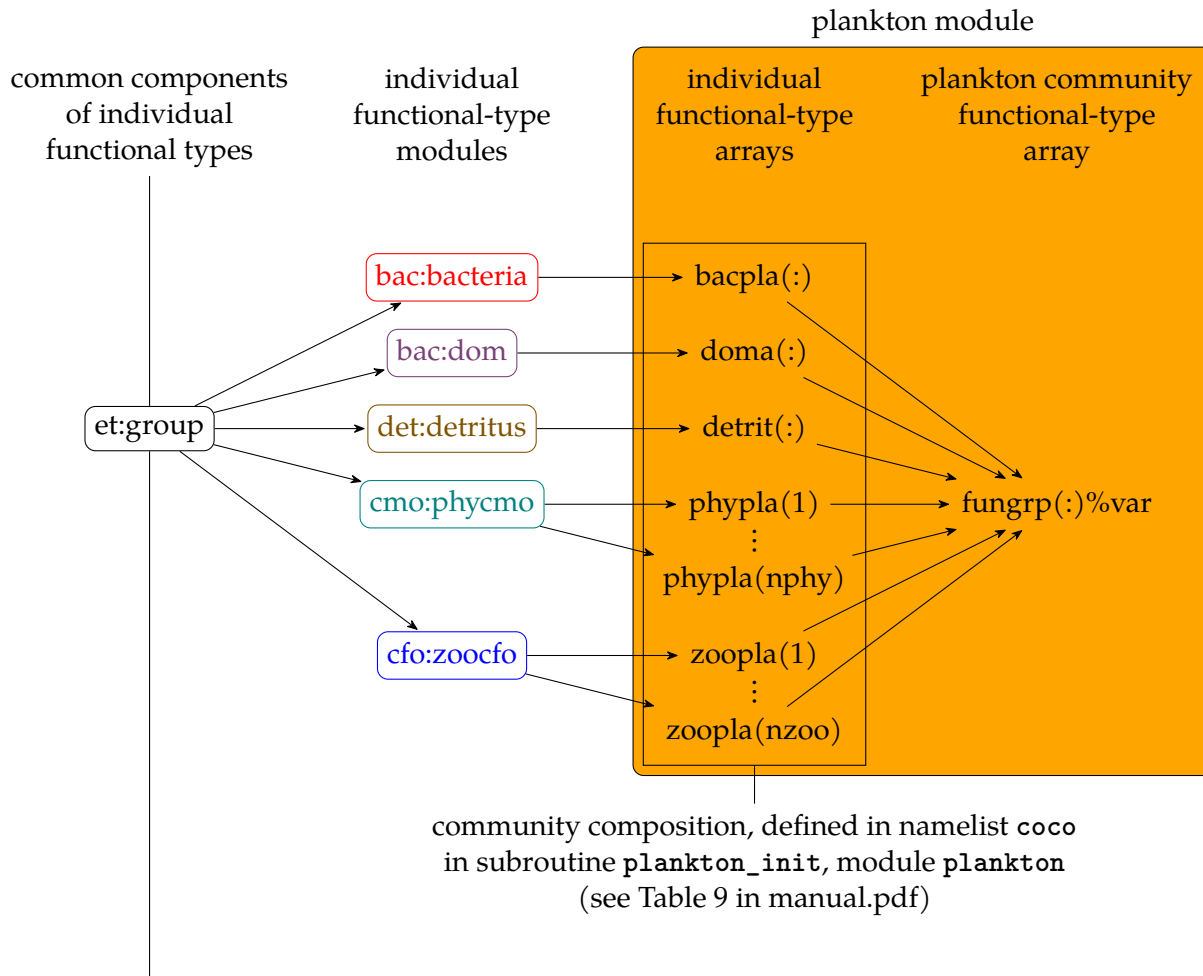 plankton module
common components
of individual
functional types
individual
functional-type
modules
individual
functional-type
arrays
plankton community
functional-type
array
et:group
bac:bacteria
bac:dom
det:detritus
cmo:phycmo
cfo:zoocfo
bacpla(:)
doma(:)
detrit(:)
phypla(1)
⋮
phypla(nphy)
zoopla(1)
⋮
zoopla(nzoo)
fungrp(:)%var
community composition, defined in namelist coco
in subroutine plankton_init, module plankton
(see Table 9 in manual.pdf)